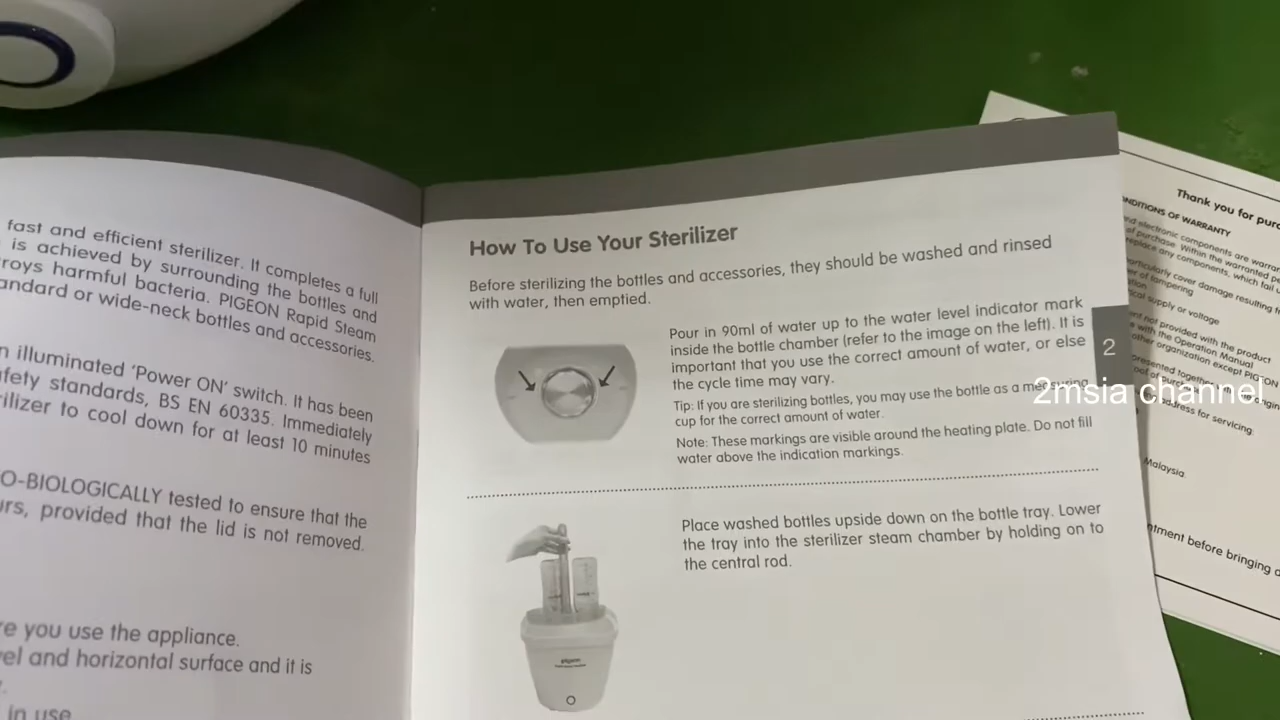 fast and efficient sterilizer. It completes a full
is achieved by surrounding the bottles and
roys harmful bacteria. PIGEON Rapid Steam
andard or wide-neck bottles and accessories.
n illuminated 'Power ON' switch. It has been
afety standards, BS EN 60335. Immediately
rilizer to cool down for at least 10 minutes
O-BIOLOGICALLY tested to ensure that the
urs, provided that the lid is not removed.
re you use the appliance.
vel and horizontal surface and it is
in use
How To Use Your Sterilizer
Before sterilizing the bottles and accessories, they should be washed and rinsed
with water, then emptied.
Pour in 90ml of water up to the water level indicator mark
inside the bottle chamber (refer to the image on the left). It is
important that you use the correct amount of water, or else
the cycle time may vary.
Tip: If you are sterilizing bottles, you may use the bottle as a measuring
cup for the correct amount of water.
Note: These markings are visible around the heating plate. Do not fill
water above the indication markings.
Place washed bottles upside down on the bottle tray. Lower
the tray into the sterilizer steam chamber by holding on to
the central rod.
pigeon
2
2msia channel
Thank you for purc
ONDITIONS OF WARRANTY
nd electronic components are warran
of purchase. Within the warranted pe
replace any components, which fail u
articularly cover damage resulting f
er of tampering
ical supply or voltage
ent not provided with the product
with the Operation Manual
other organization except PIGEON
presented together
address for servicing:
Malaysia
ntment before bringing